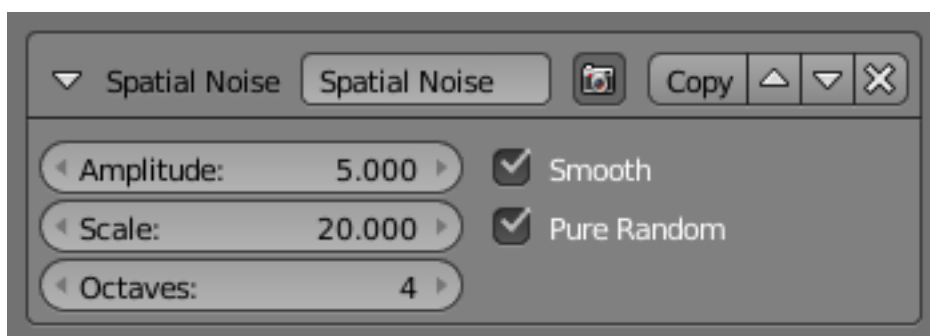 Spatial Noise Spatial Noise Copy
Amplitude: 5.000 Smooth
Scale: 20.000 Pure Random
Octaves: 4